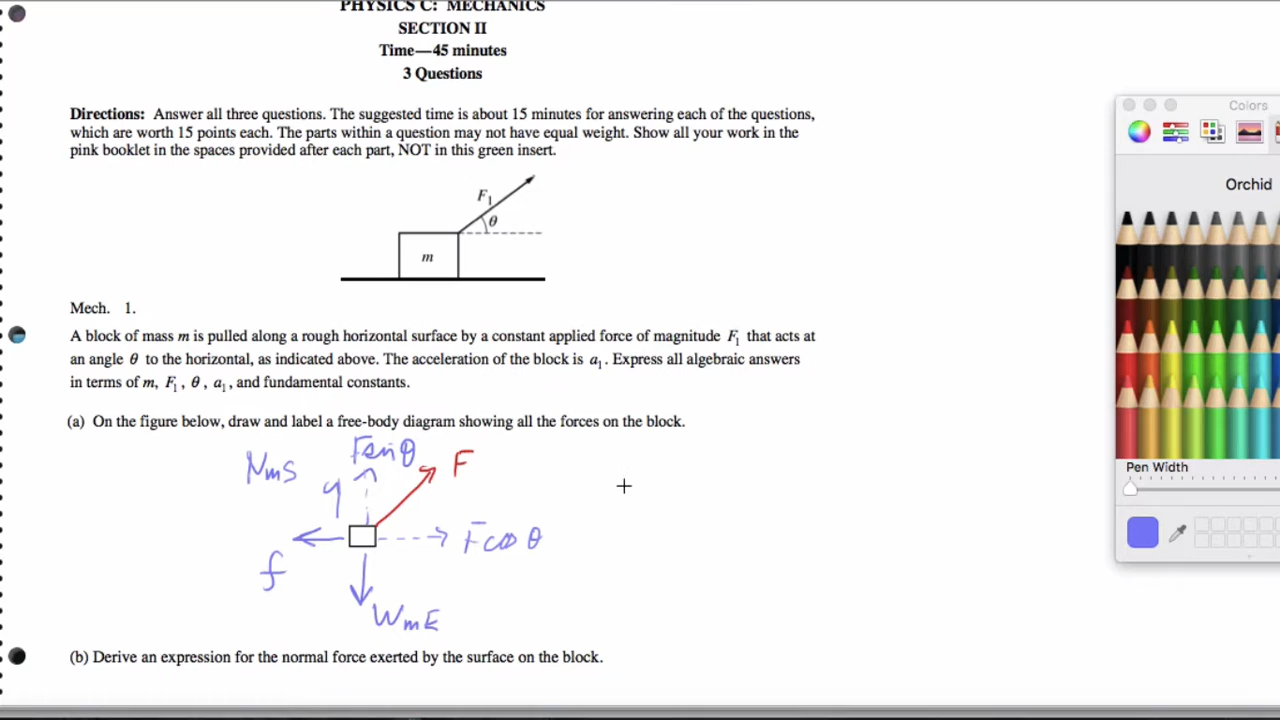 PHYSICS C: MECHANICS
SECTION II
Time—45 minutes
3 Questions
Directions: Answer all three questions. The suggested time is about 15 minutes for answering each of the questions,
which are worth 15 points each. The parts within a question may not have equal weight. Show all your work in the
pink booklet in the spaces provided after each part, NOT in this green insert.
F₁
θ
m
Mech. 1.
A block of mass m is pulled along a rough horizontal surface by a constant applied force of magnitude F₁ that acts at
an angle θ to the horizontal, as indicated above. The acceleration of the block is a₁. Express all algebraic answers
in terms of m, F₁, θ, a₁, and fundamental constants.
(a) On the figure below, draw and label a free-body diagram showing all the forces on the block.
Fsinθ
NmS
F
Fcosθ
f
WmE
(b) Derive an expression for the normal force exerted by the surface on the block.
Colors
Orchid
Pen Width